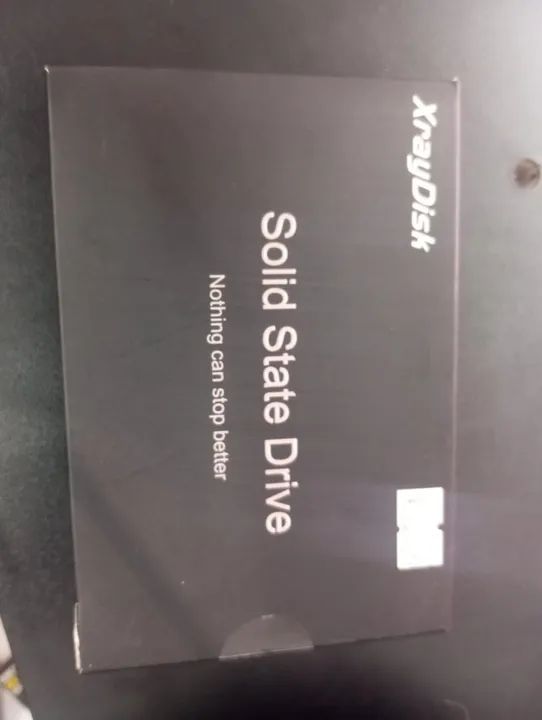 XrayDisk
Solid State Drive
Nothing can stop better